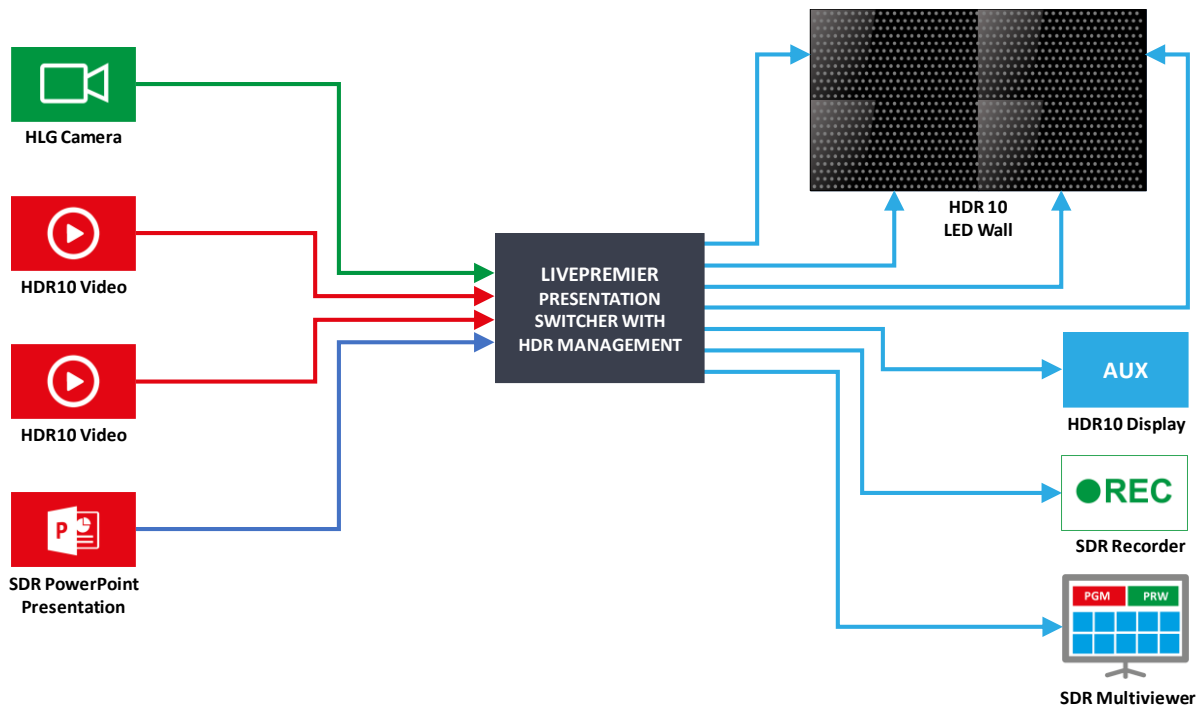 HLG Camera
HDR10 Video
HDR10 Video
P
SDR PowerPoint
Presentation
LIVEPREMIER
PRESENTATION
SWITCHER WITH
HDR MANAGEMENT
HDR 10
LED Wall
AUX
HDR10 Display
REC
SDR Recorder
PGM PRW
SDR Multiviewer